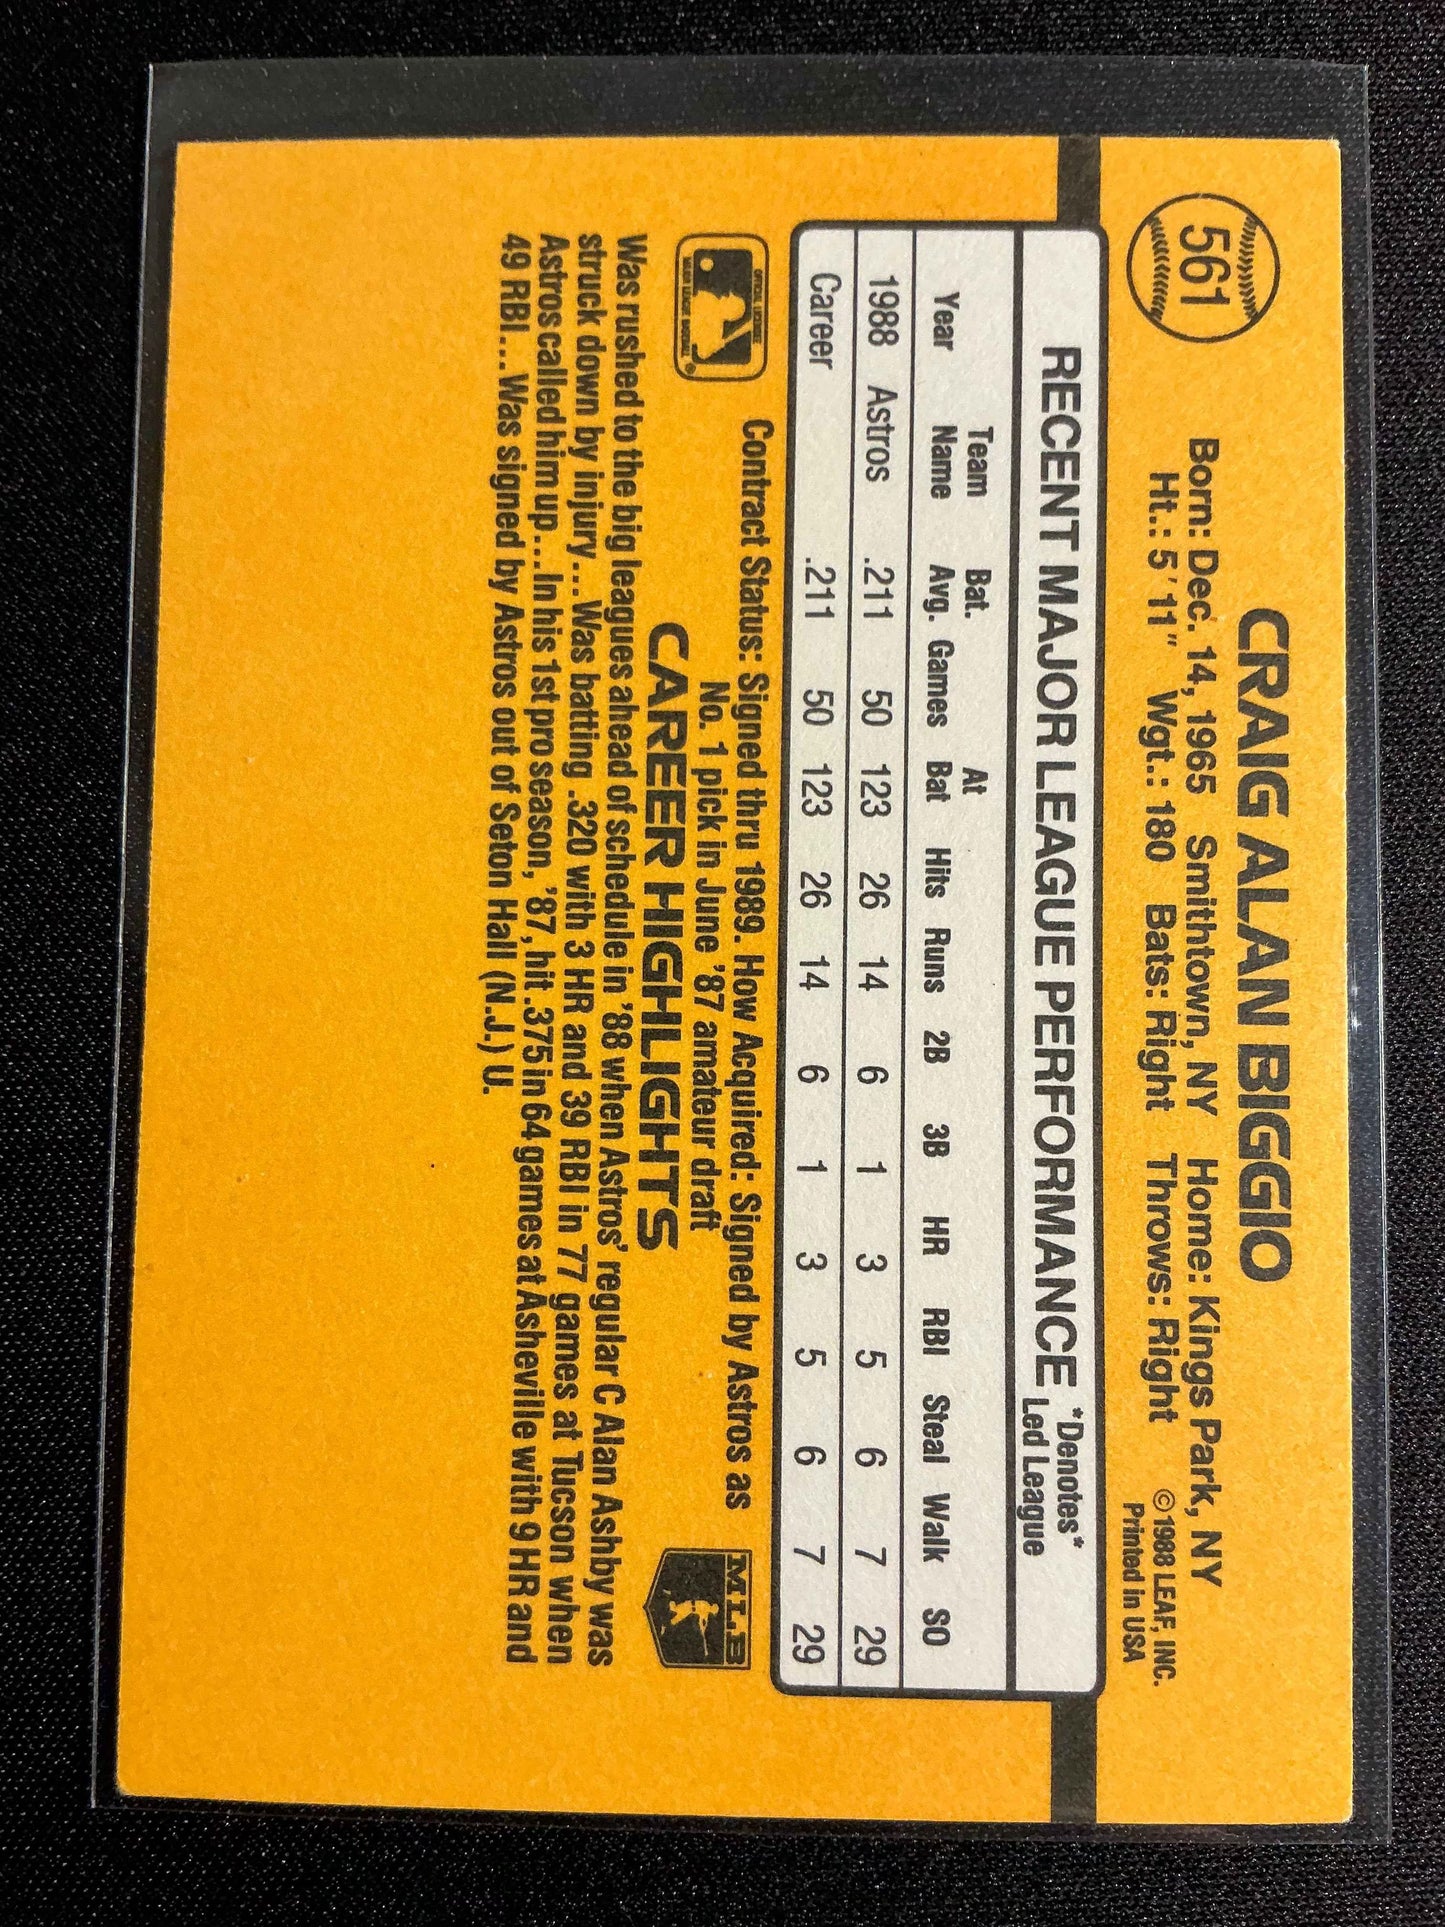 561
CRAIG ALAN BIGGIO
Born: Dec. 14, 1965 Smithtown, NY Home: Kings Park, NY
Ht.: 5'11" Wgt.: 180 Bats: Right Throws: Right
© 1988 LEAF, INC.
Printed in USA
RECENT MAJOR LEAGUE PERFORMANCE *Denotes*
Led League
Team Bat. At
Year Name Avg. Games Bat Hits Runs 2B 3B HR RBI Steal Walk SO
1988 Astros .211 50 123 26 14 6 1 3 5 6 7 29
Career .211 50 123 26 14 6 1 3 5 6 7 29
OFFICIAL LICENSEE
MAJOR LEAGUE BASEBALL
®
Contract Status: Signed thru 1989. How Acquired: Signed by Astros as
No. 1 pick in June '87 amateur draft
MLB
CAREER HIGHLIGHTS
Was rushed to the big leagues ahead of schedule in '88 when Astros' regular C Alan Ashby was
struck down by injury...Was batting .320 with 3 HR and 39 RBI in 77 games at Tucson when
Astros called him up...In his 1st pro season, '87, hit .375 in 64 games at Asheville with 9 HR and
49 RBI...Was signed by Astros out of Seton Hall (N.J.) U.